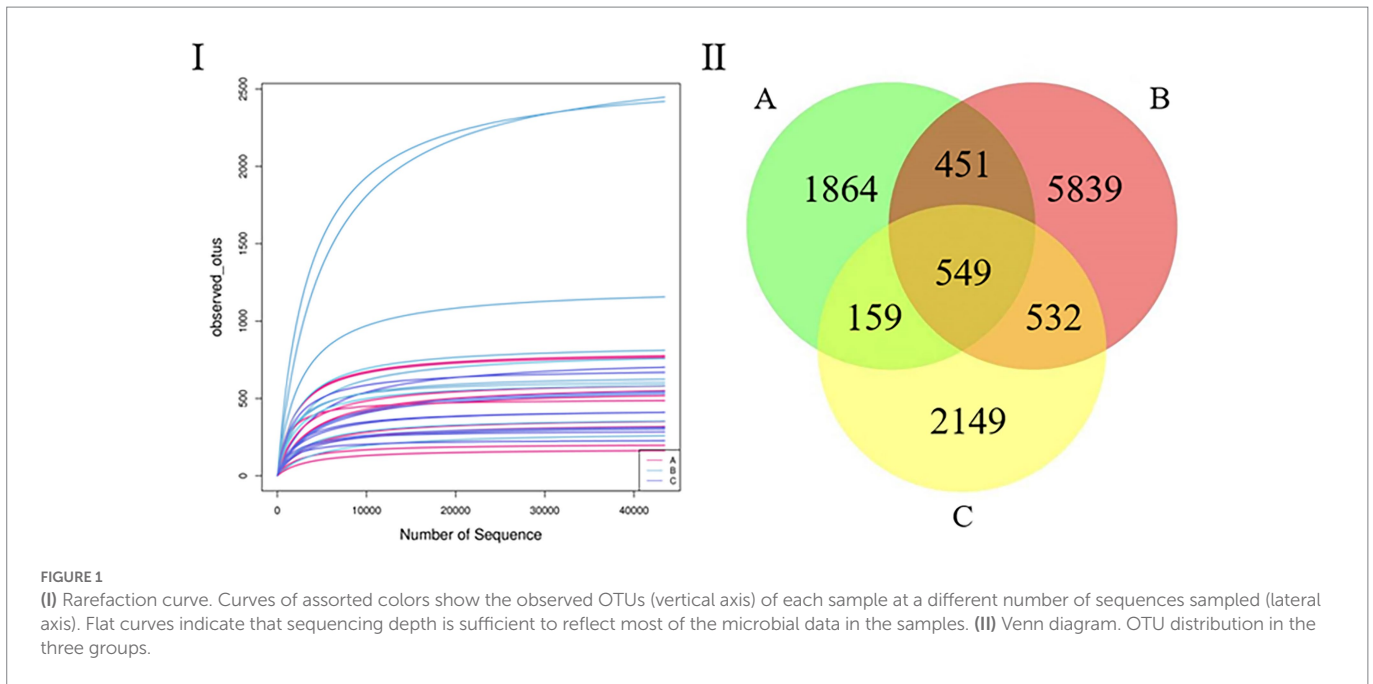 I
II
2500
2000
1500
1000
500
0
observed_otus
0 10000 20000 30000 40000
Number of Sequence
A
B
C
A
B
451
1864
5839
549
159
532
2149
C
FIGURE 1
(I) Rarefaction curve. Curves of assorted colors show the observed OTUs (vertical axis) of each sample at a different number of sequences sampled (lateral
axis). Flat curves indicate that sequencing depth is sufficient to reflect most of the microbial data in the samples. (II) Venn diagram. OTU distribution in the
three groups.